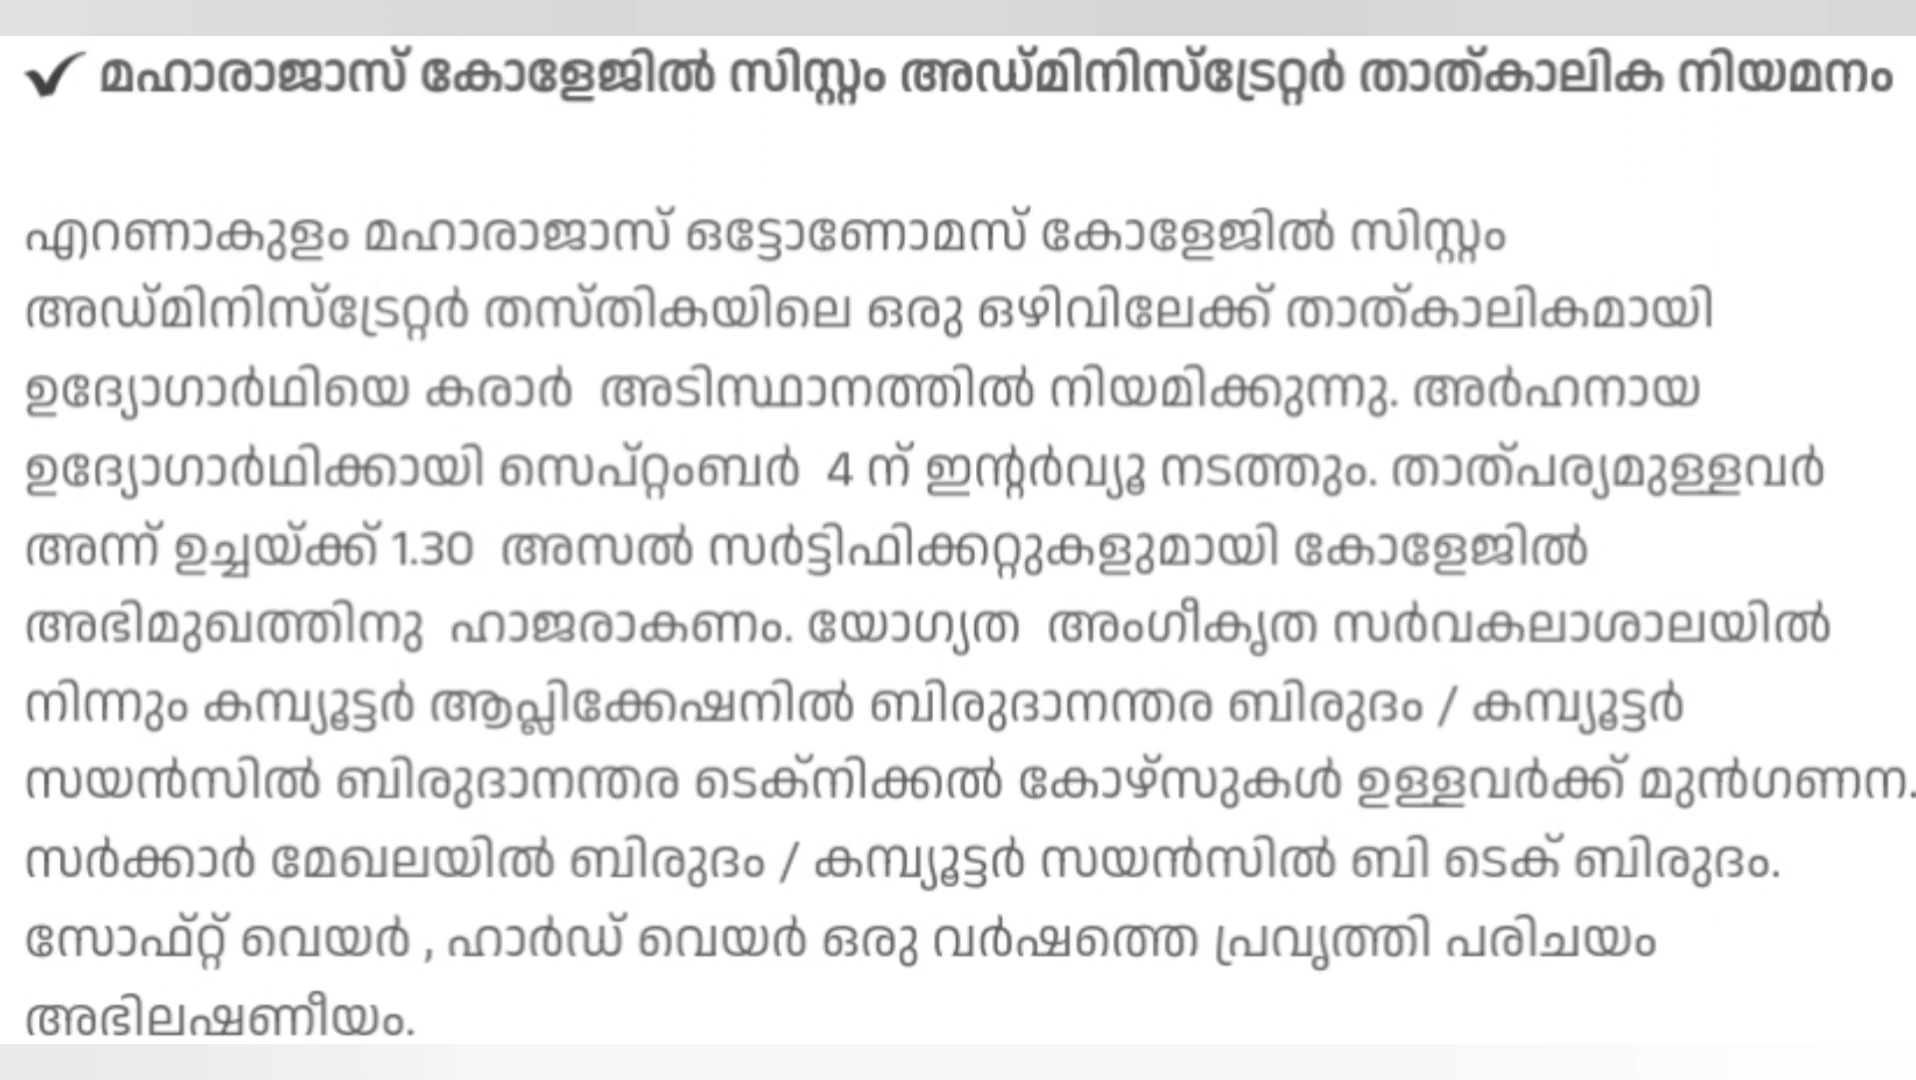 ✔ മഹാരാജാസ് കോളേജിൽ സിസ്റ്റം അഡ്മിനിസ്ട്രേറ്റർ താത്കാലിക നിയമനം
എറണാകുളം മഹാരാജാസ് ഒട്ടോണോമസ് കോളേജിൽ സിസ്റ്റം
അഡ്മിനിസ്ട്രേറ്റർ തസ്തികയിലെ ഒരു ഒഴിവിലേക്ക് താത്കാലികമായി
ഉദ്യോഗാർഥിയെ കരാർ അടിസ്ഥാനത്തിൽ നിയമിക്കുന്നു. അർഹനായ
ഉദ്യോഗാർഥിക്കായി സെപ്റ്റംബർ 4 ന് ഇന്റർവ്യൂ നടത്തും. താത്പര്യമുള്ളവർ
അന്ന് ഉച്ചയ്ക്ക് 1.30 അസൽ സർട്ടിഫിക്കറ്റുകളുമായി കോളേജിൽ
അഭിമുഖത്തിനു ഹാജരാകണം. യോഗ്യത അംഗീകൃത സർവകലാശാലയിൽ
നിന്നും കമ്പ്യൂട്ടർ ആപ്ലിക്കേഷനിൽ ബിരുദാനന്തര ബിരുദം / കമ്പ്യൂട്ടർ
സയൻസിൽ ബിരുദാനന്തര ടെക്നിക്കൽ കോഴ്സുകൾ ഉള്ളവർക്ക് മുൻഗണന.
സർക്കാർ മേഖലയിൽ ബിരുദം / കമ്പ്യൂട്ടർ സയൻസിൽ ബി ടെക് ബിരുദം.
സോഫ്റ്റ് വെയർ , ഹാർഡ് വെയർ ഒരു വർഷത്തെ പ്രവൃത്തി പരിചയം
അഭിലഷണീയം.